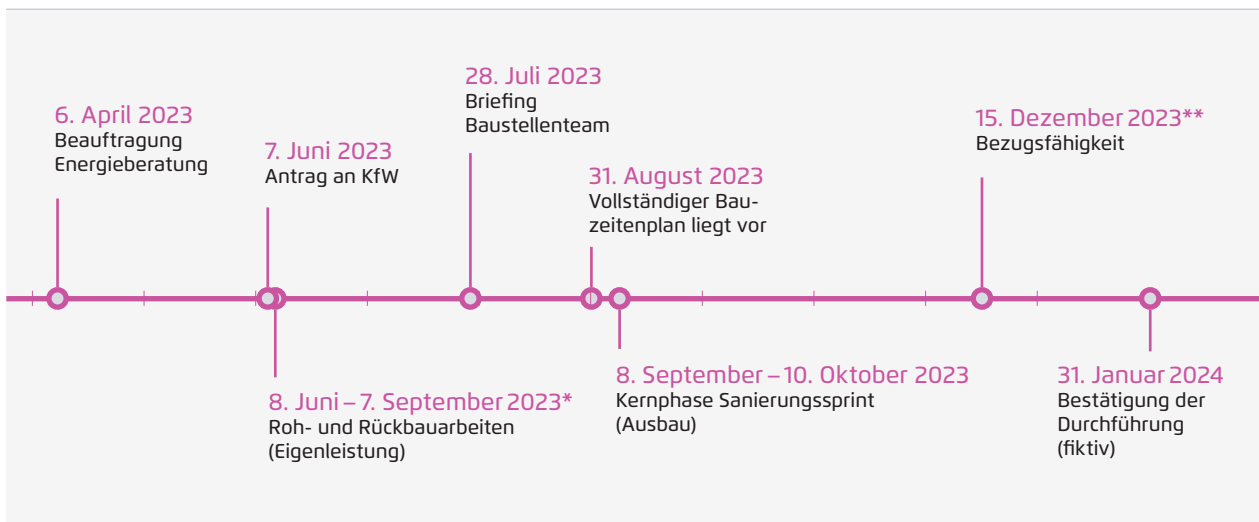 6. April 2023
Beauftragung
Energieberatung
7. Juni 2023
Antrag an KfW
8. Juni – 7. September 2023*
Roh- und Rückbauarbeiten
(Eigenleistung)
28. Juli 2023
Briefing
Baustellenteam
31. August 2023
Vollständiger Bau-
zeitenplan liegt vor
8. September – 10. Oktober 2023
Kernphase Sanierungssprint
(Ausbau)
15. Dezember 2023**
Bezugsfähigkeit
31. Januar 2024
Bestätigung der
Durchführung
(fiktiv)